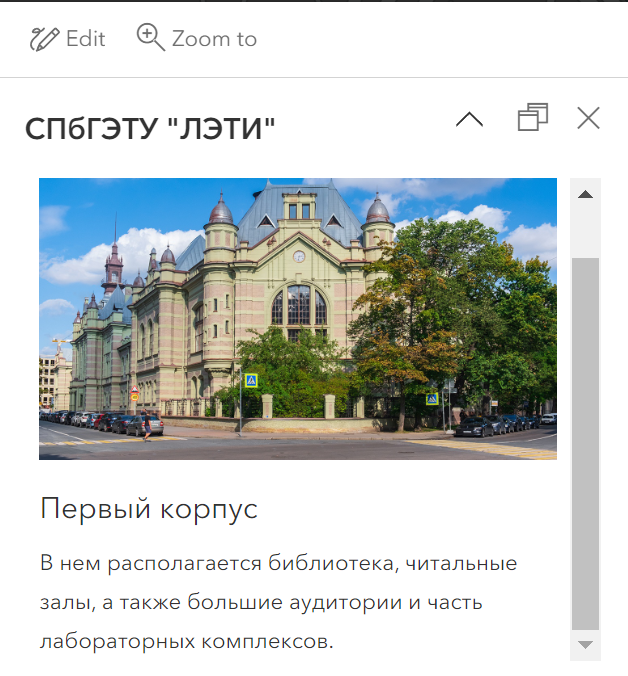 Edit Zoom to
СПбГЭТУ "ЛЭТИ"
Первый корпус
В нем располагается библиотека, читальные
залы, а также большие аудитории и часть
лабораторных комплексов.